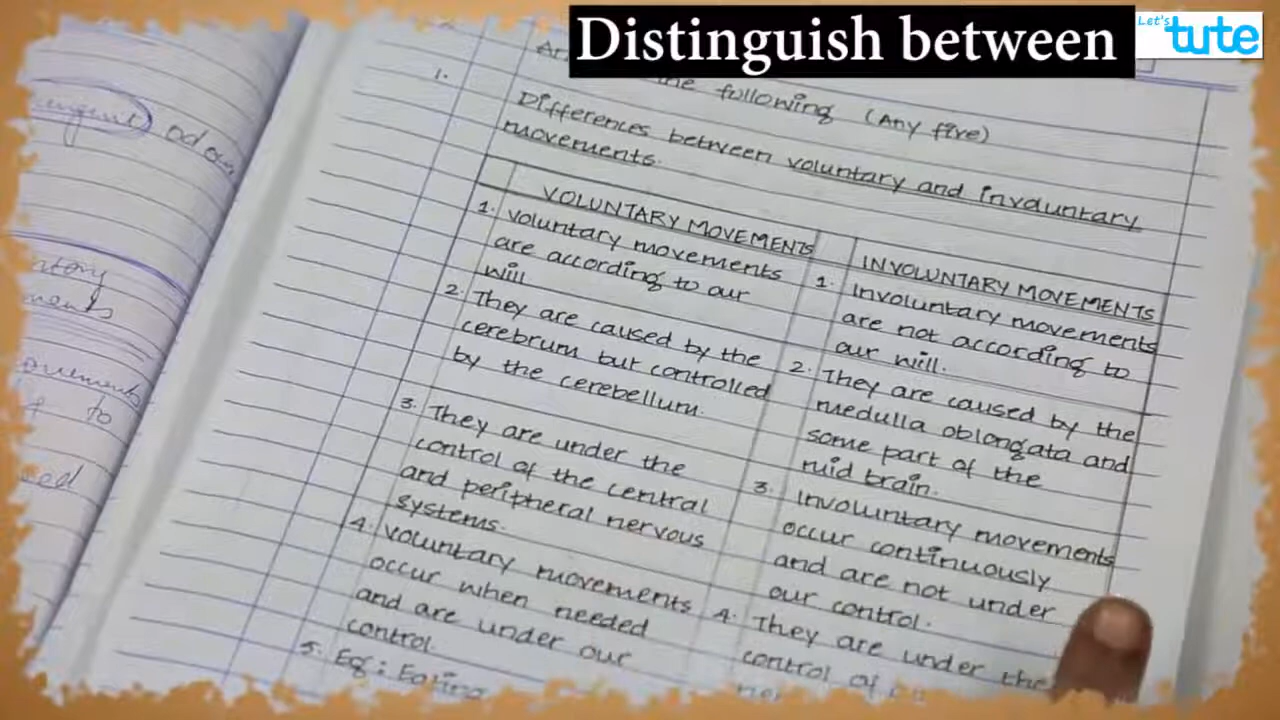 Distinguish between
Let's
tute
the following (Any five)
1.
Differences between voluntary and involuntary
movements.
VOLUNTARY MOVEMENTS
1. Voluntary movements
are according to our
will
2. They are caused by the
cerebrum but controlled
by the cerebellum.
3. They are under the
control of the central
and peripheral nervous
systems.
4. Voluntary movements
occur when needed
and are under our
control.
5. Eg: Eating
INVOLUNTARY MOVEMENTS
1. Involuntary movements
are not according to
our will.
2. They are caused by the
medulla oblongata and
some part of the
mid brain.
3. Involuntary movements
occur continuously
and are not under
our control.
4. They are under the
control of
odour
to